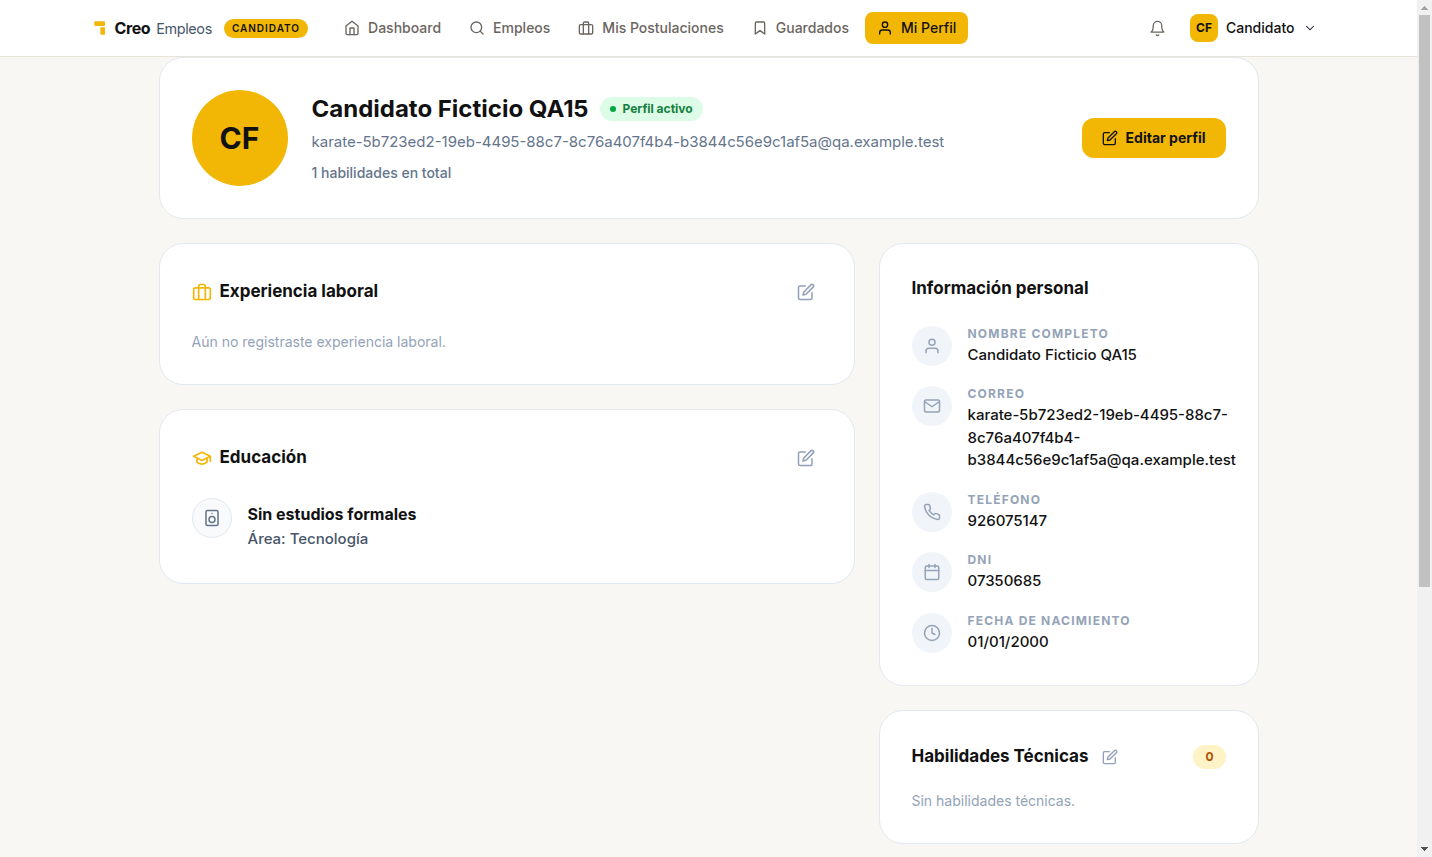 Creo Empleos CANDIDATO Dashboard Empleos Mis Postulaciones Guardados Mi Perfil CF Candidato
CF
Candidato Ficticio QA15 Perfil activo
karate-5b723ed2-19eb-4495-88c7-8c76a407f4b4-b3844c56e9c1af5a@qa.example.test
1 habilidades en total
Editar perfil
Experiencia laboral
Aún no registraste experiencia laboral.
Educación
Sin estudios formales
Área: Tecnología
Información personal
NOMBRE COMPLETO
Candidato Ficticio QA15
CORREO
karate-5b723ed2-19eb-4495-88c7-
8c76a407f4b4-
b3844c56e9c1af5a@qa.example.test
TELÉFONO
926075147
DNI
07350685
FECHA DE NACIMIENTO
01/01/2000
Habilidades Técnicas 0
Sin habilidades técnicas.